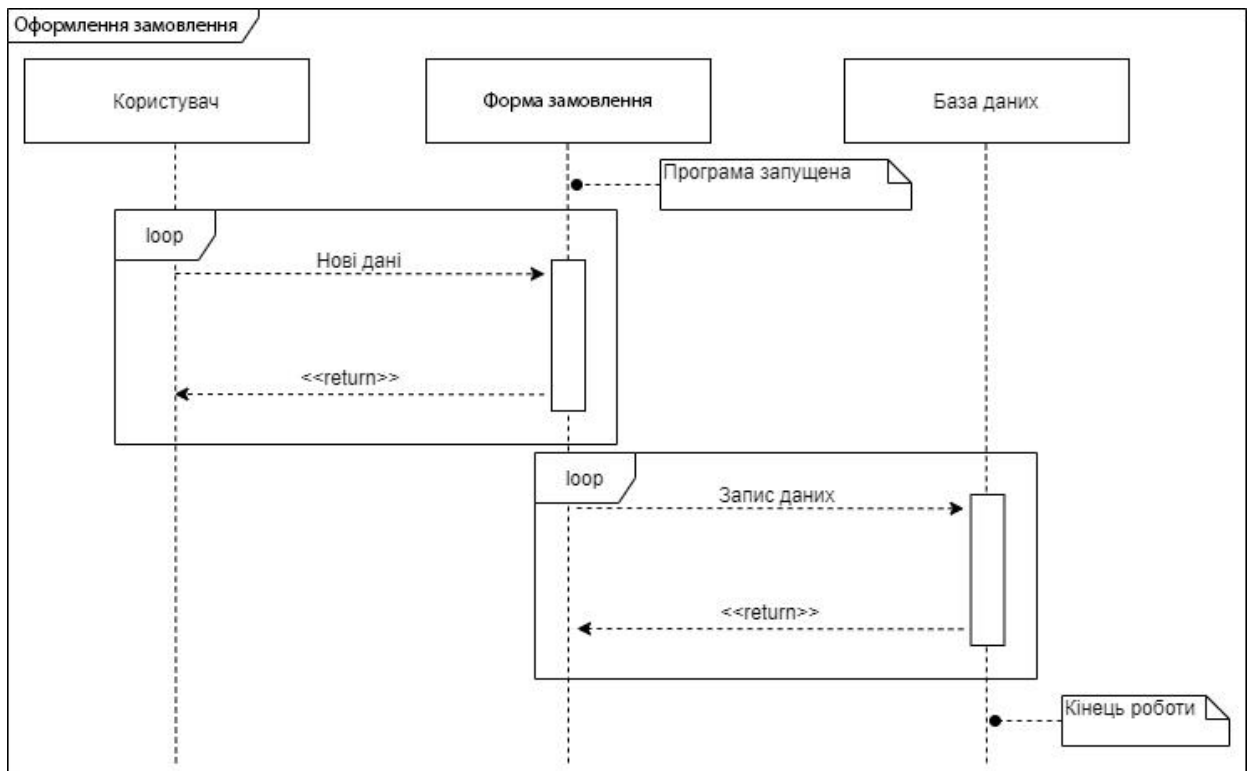 Оформлення замовлення
Користувач
Форма замовлення
База даних
Програма запущена
loop
Нові дані
<<return>>
loop
Запис даних
<<return>>
Кінець роботи